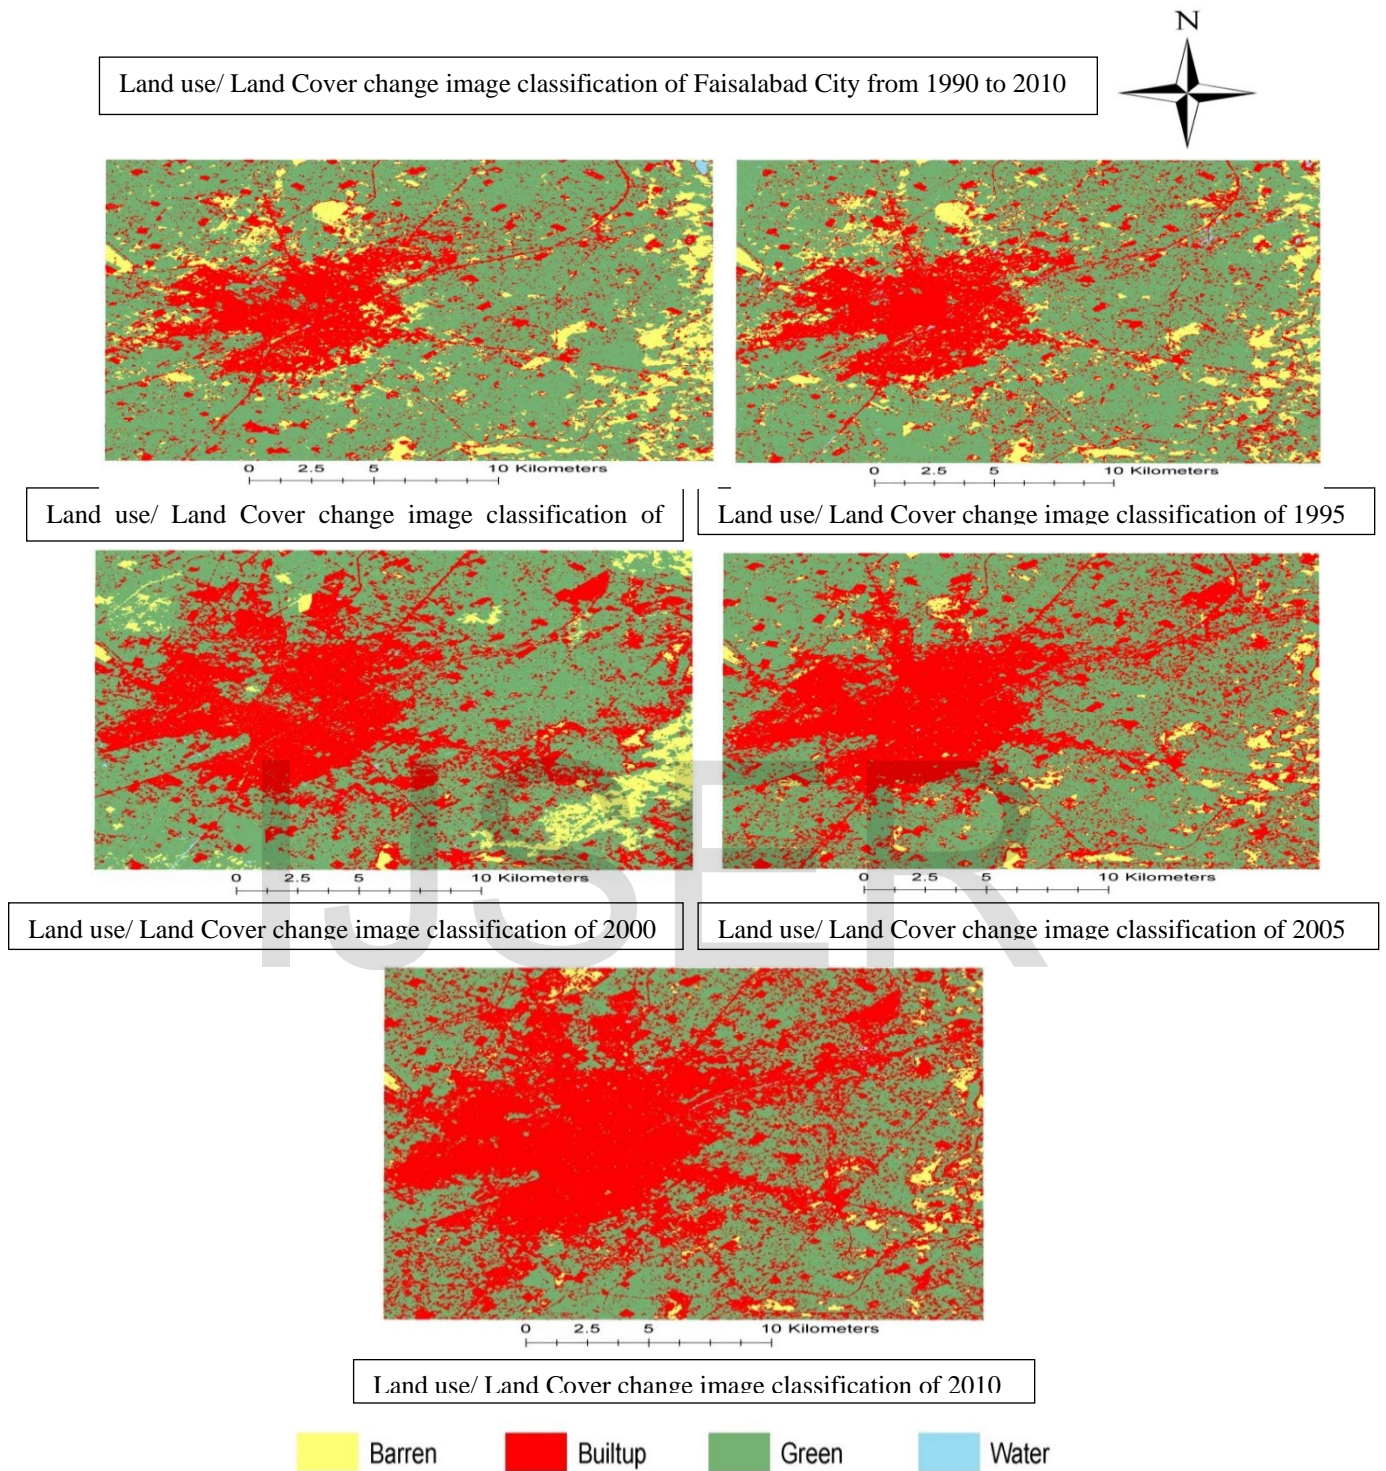 N
Land use/ Land Cover change image classification of Faisalabad City from 1990 to 2010
0 2.5 5 10 Kilometers
0 2.5 5 10 Kilometers
Land use/ Land Cover change image classification of
Land use/ Land Cover change image classification of 1995
0 2.5 5 10 Kilometers
0 2.5 5 10 Kilometers
Land use/ Land Cover change image classification of 2000
Land use/ Land Cover change image classification of 2005
IJSER
0 2.5 5 10 Kilometers
Land use/ Land Cover change image classification of 2010
Barren Builtup Green Water